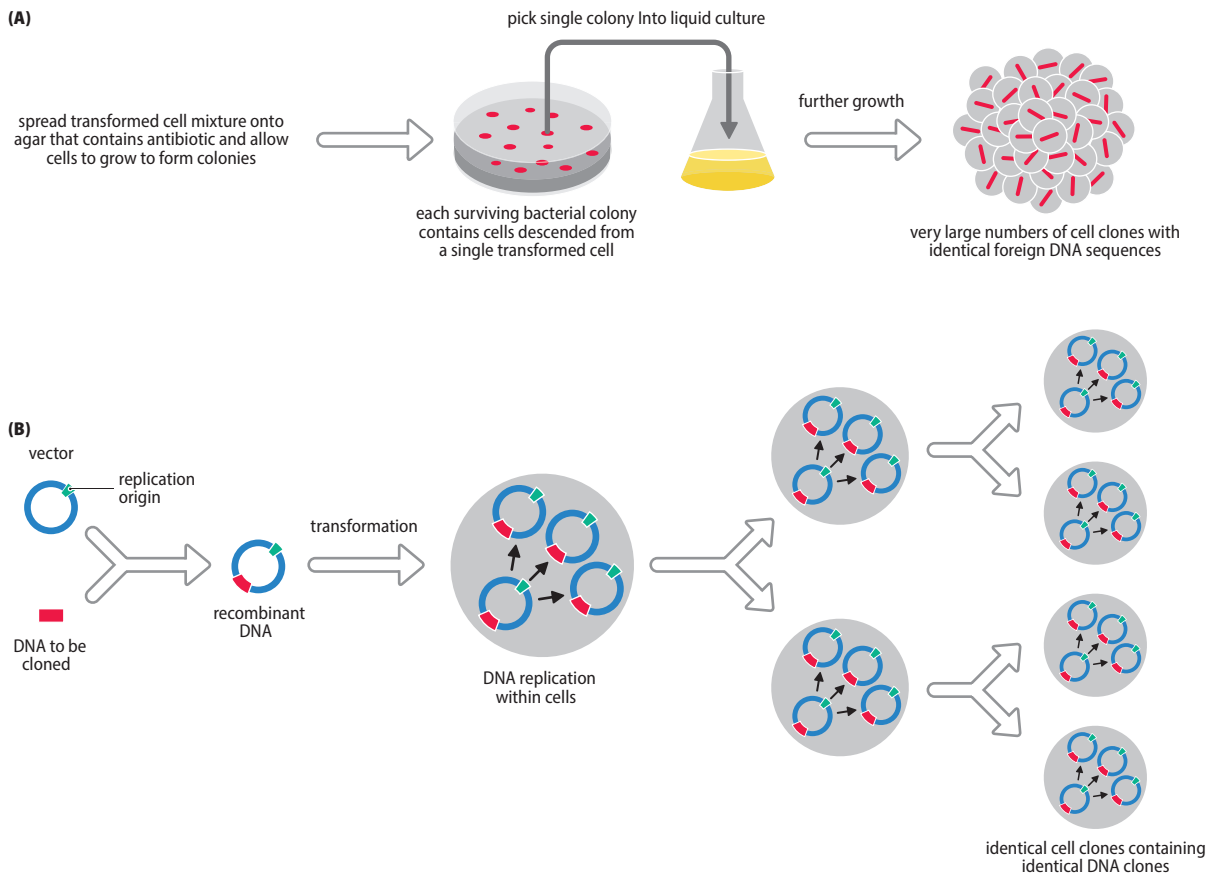 (A)
pick single colony Into liquid culture
spread transformed cell mixture onto
agar that contains antibiotic and allow
cells to grow to form colonies
further growth
each surviving bacterial colony
contains cells descended from
a single transformed cell
very large numbers of cell clones with
identical foreign DNA sequences
(B)
vector
replication
origin
DNA to be
cloned
recombinant
DNA
transformation
DNA replication
within cells
identical cell clones containing
identical DNA clones